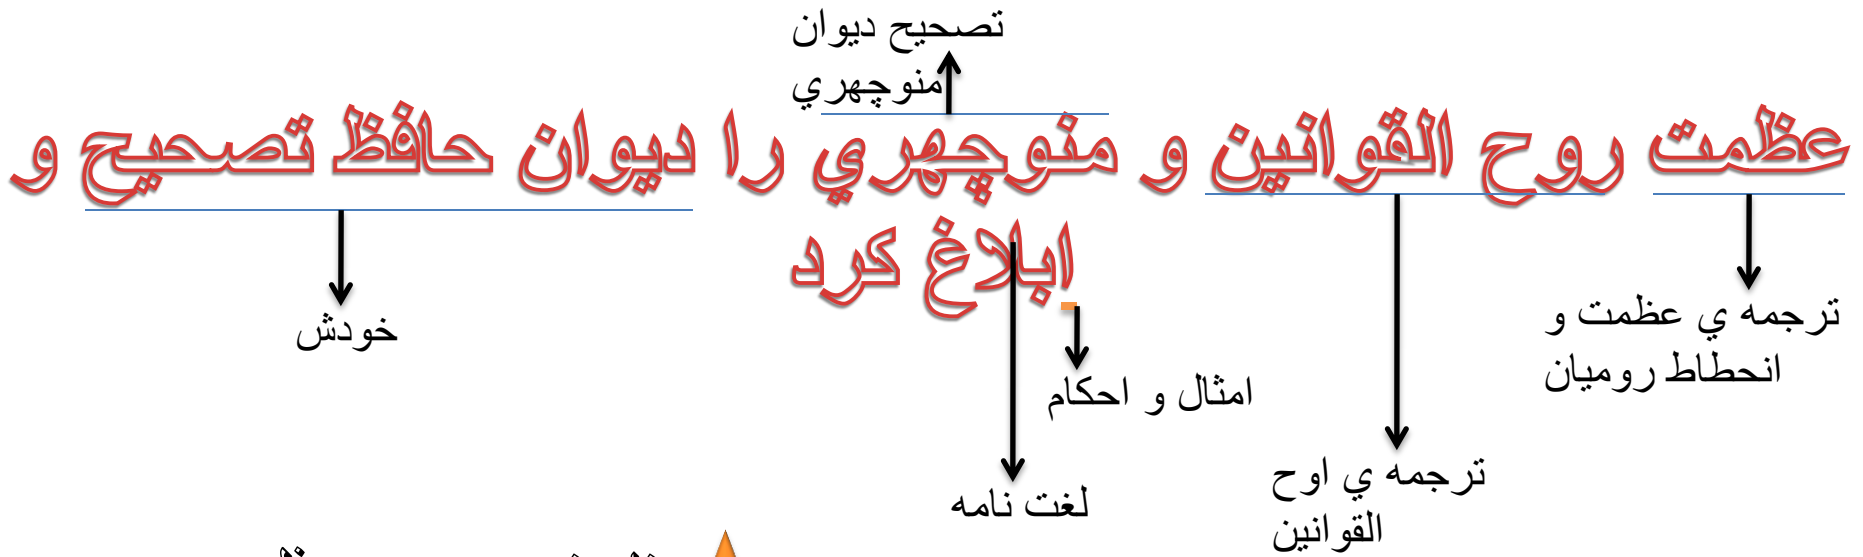 تصحيح ديوان
منوچهري
عظمت روح القوانين و منوچهري را ديوان حافظ تصحيح و
ابلاغ كرد
خودش
ترجمه ي عظمت و
انحطاط روميان
امثال و احكام
ترجمه ي اوح
القوانين
لغت نامه